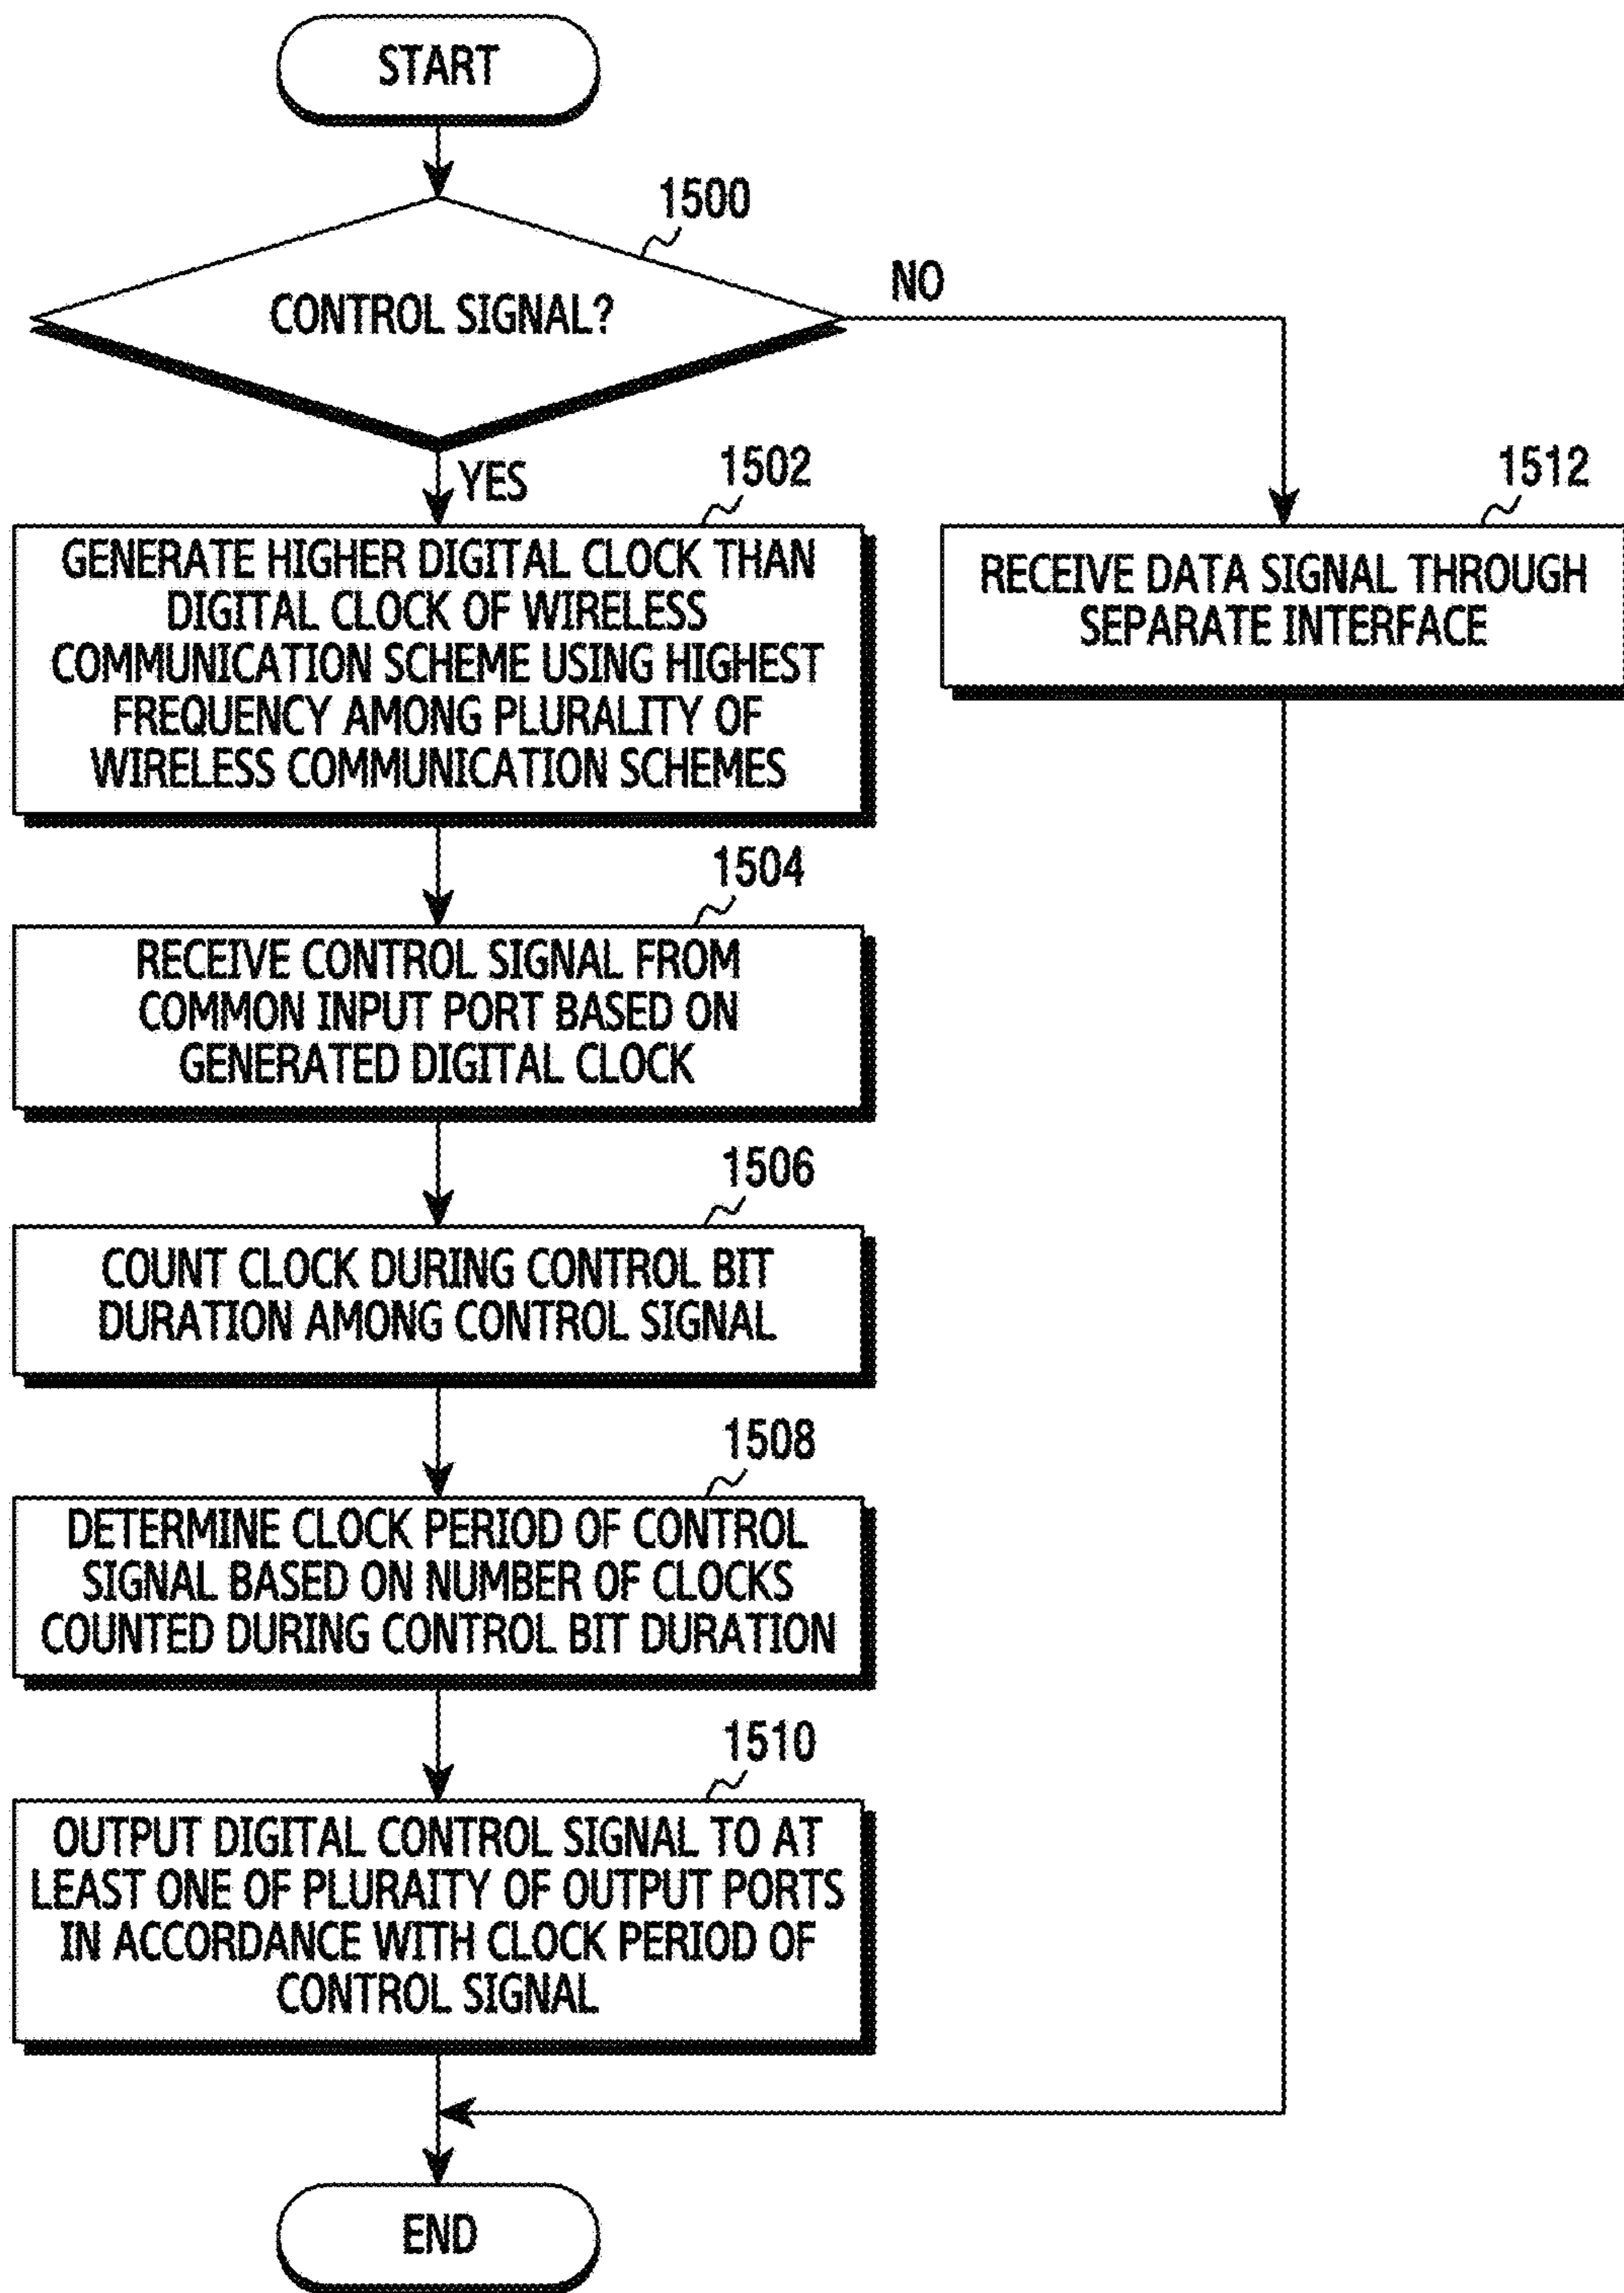 START
1500
CONTROL SIGNAL?
NO
YES
1502
GENERATE HIGHER DIGITAL CLOCK THAN
DIGITAL CLOCK OF WIRELESS
COMMUNICATION SCHEME USING HIGHEST
FREQUENCY AMONG PLURALITY OF
WIRELESS COMMUNICATION SCHEMES
1512
RECEIVE DATA SIGNAL THROUGH
SEPARATE INTERFACE
1504
RECEIVE CONTROL SIGNAL FROM
COMMON INPUT PORT BASED ON
GENERATED DIGITAL CLOCK
1506
COUNT CLOCK DURING CONTROL BIT
DURATION AMONG CONTROL SIGNAL
1508
DETERMINE CLOCK PERIOD OF CONTROL
SIGNAL BASED ON NUMBER OF CLOCKS
COUNTED DURING CONTROL BIT DURATION
1510
OUTPUT DIGITAL CONTROL SIGNAL TO AT
LEAST ONE OF PLURAITY OF OUTPUT PORTS
IN ACCORDANCE WITH CLOCK PERIOD OF
CONTROL SIGNAL
END